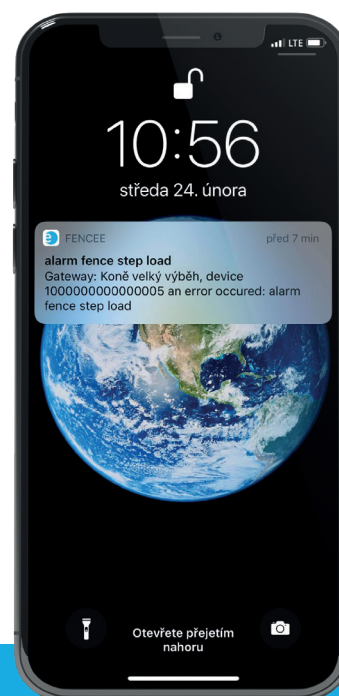 LTE
10:56
středa 24. února
FENCEE před 7 min
alarm fence step load
Gateway: Koně velký výběh, device
1000000000000005 an error occured: alarm
fence step load
Otevřete přejetím
nahoru